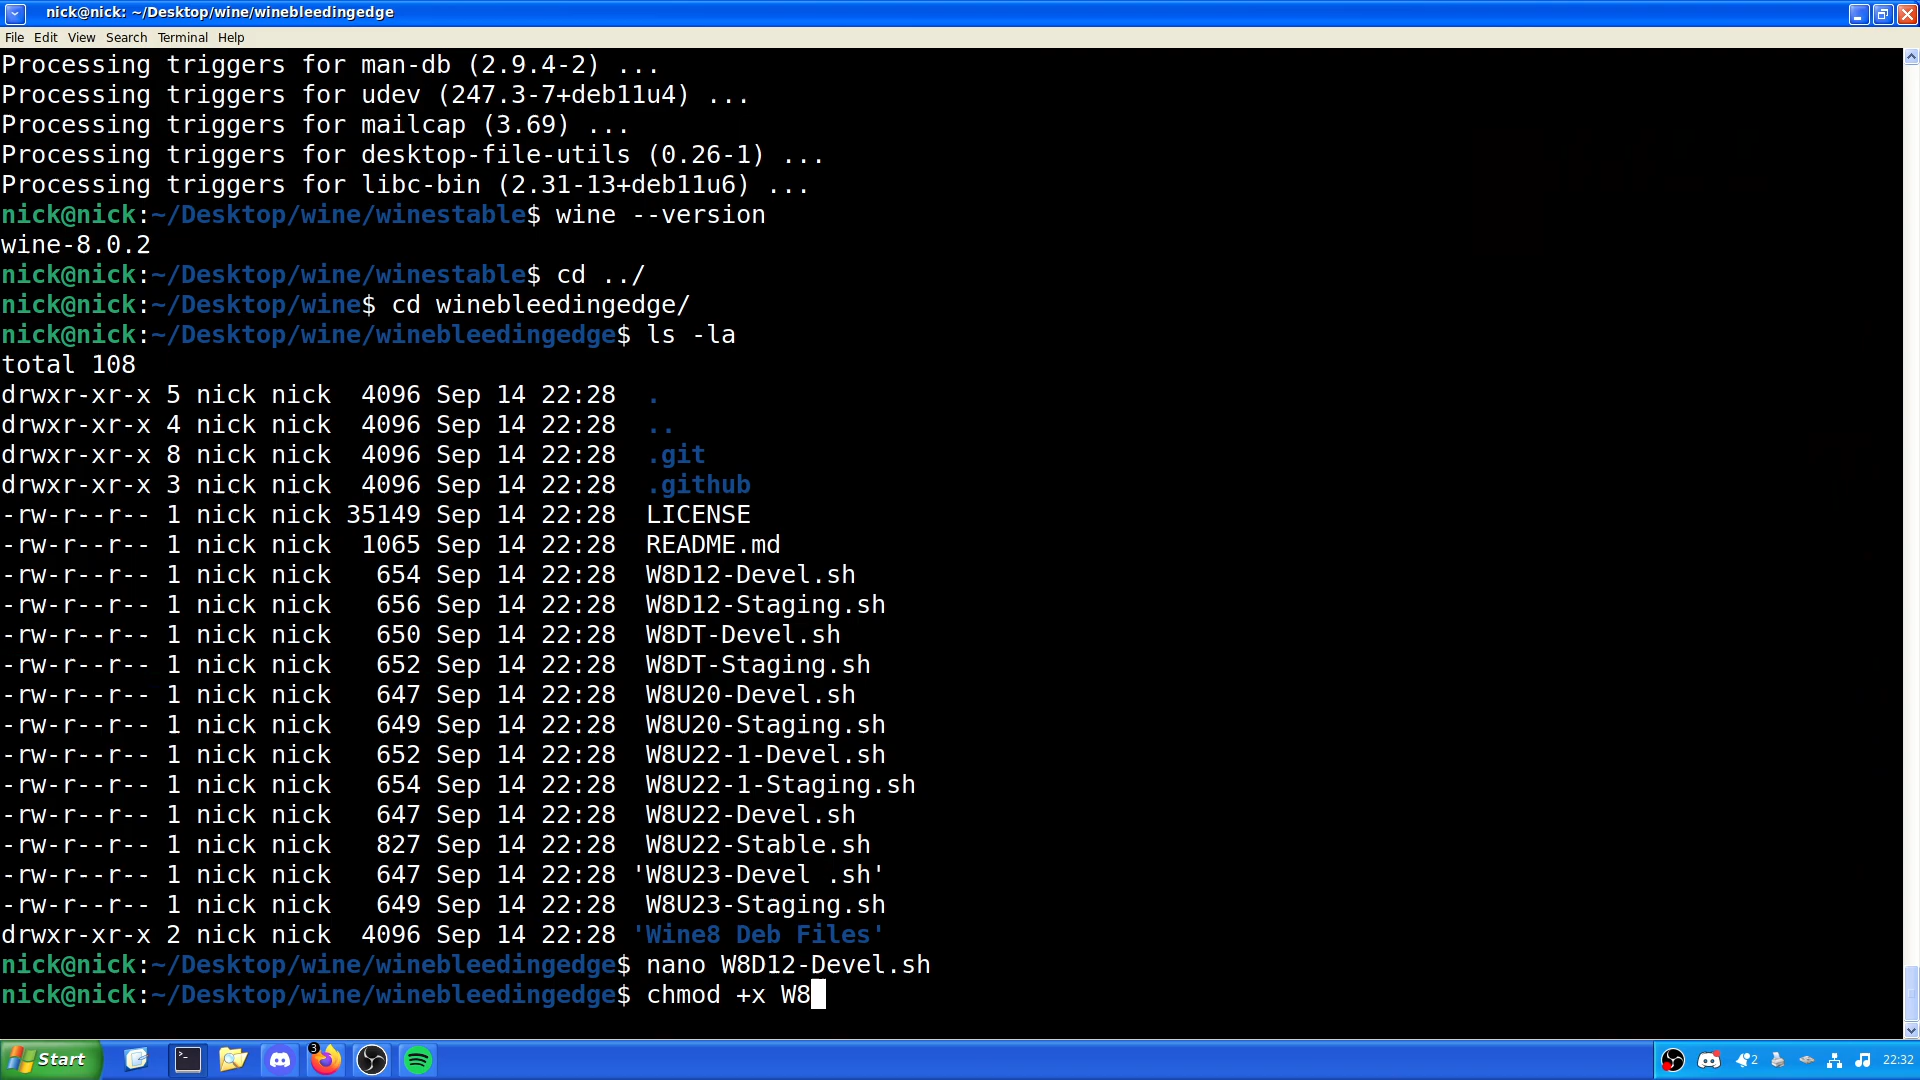 nick@nick: ~/Desktop/wine/winebleedingedge
File Edit View Search Terminal Help
Processing triggers for man-db (2.9.4-2) ...
Processing triggers for udev (247.3-7+deb11u4) ...
Processing triggers for mailcap (3.69) ...
Processing triggers for desktop-file-utils (0.26-1) ...
Processing triggers for libc-bin (2.31-13+deb11u6) ...
nick@nick:~/Desktop/wine/winestable$ wine --version
wine-8.0.2
nick@nick:~/Desktop/wine/winestable$ cd ../
nick@nick:~/Desktop/wine$ cd winebleedingedge/
nick@nick:~/Desktop/wine/winebleedingedge$ ls -la
total 108
drwxr-xr-x 5 nick nick  4096 Sep 14 22:28  .
drwxr-xr-x 4 nick nick  4096 Sep 14 22:28  ..
drwxr-xr-x 8 nick nick  4096 Sep 14 22:28  .git
drwxr-xr-x 3 nick nick  4096 Sep 14 22:28  .github
-rw-r--r-- 1 nick nick 35149 Sep 14 22:28  LICENSE
-rw-r--r-- 1 nick nick  1065 Sep 14 22:28  README.md
-rw-r--r-- 1 nick nick   654 Sep 14 22:28  W8D12-Devel.sh
-rw-r--r-- 1 nick nick   656 Sep 14 22:28  W8D12-Staging.sh
-rw-r--r-- 1 nick nick   650 Sep 14 22:28  W8DT-Devel.sh
-rw-r--r-- 1 nick nick   652 Sep 14 22:28  W8DT-Staging.sh
-rw-r--r-- 1 nick nick   647 Sep 14 22:28  W8U20-Devel.sh
-rw-r--r-- 1 nick nick   649 Sep 14 22:28  W8U20-Staging.sh
-rw-r--r-- 1 nick nick   652 Sep 14 22:28  W8U22-1-Devel.sh
-rw-r--r-- 1 nick nick   654 Sep 14 22:28  W8U22-1-Staging.sh
-rw-r--r-- 1 nick nick   647 Sep 14 22:28  W8U22-Devel.sh
-rw-r--r-- 1 nick nick   827 Sep 14 22:28  W8U22-Stable.sh
-rw-r--r-- 1 nick nick   647 Sep 14 22:28 'W8U23-Devel .sh'
-rw-r--r-- 1 nick nick   649 Sep 14 22:28  W8U23-Staging.sh
drwxr-xr-x 2 nick nick  4096 Sep 14 22:28 'Wine8 Deb Files'
nick@nick:~/Desktop/wine/winebleedingedge$ nano W8D12-Devel.sh
nick@nick:~/Desktop/wine/winebleedingedge$ chmod +x W8
Start
3
2
22:32